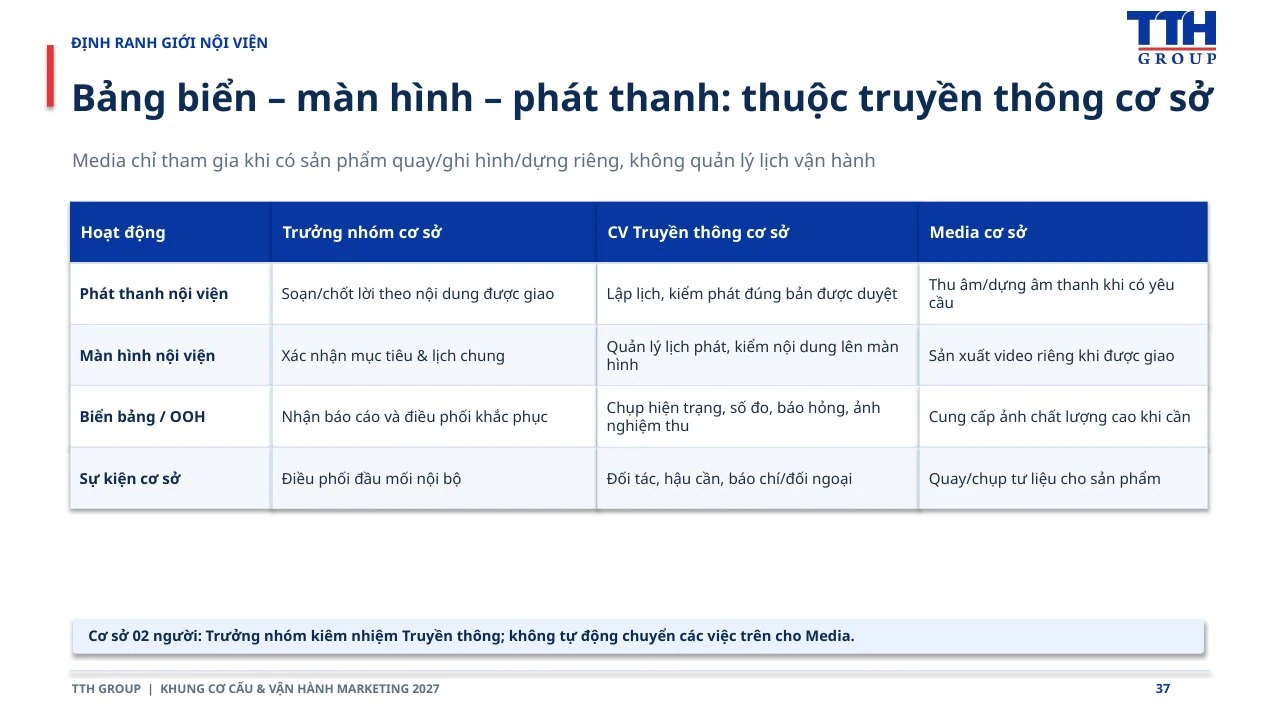 TTH
GROUP
ĐỊNH RANH GIỚI NỘI VIỆN
Bảng biển – màn hình – phát thanh: thuộc truyền thông cơ sở
Media chỉ tham gia khi có sản phẩm quay/ghi hình/dựng riêng, không quản lý lịch vận hành
Hoạt động
Trưởng nhóm cơ sở
CV Truyền thông cơ sở
Media cơ sở
Phát thanh nội viện
Soạn/chốt lời theo nội dung được giao
Lập lịch, kiểm phát đúng bản được duyệt
Thu âm/dựng âm thanh khi có yêu
cầu
Màn hình nội viện
Xác nhận mục tiêu & lịch chung
Quản lý lịch phát, kiểm nội dung lên màn
hình
Sản xuất video riêng khi được giao
Biển bảng / OOH
Nhận báo cáo và điều phối khắc phục
Chụp hiện trạng, số đo, báo hỏng, ảnh
nghiệm thu
Cung cấp ảnh chất lượng cao khi cần
Sự kiện cơ sở
Điều phối đầu mối nội bộ
Đối tác, hậu cần, báo chí/đối ngoại
Quay/chụp tư liệu cho sản phẩm
Cơ sở 02 người: Trưởng nhóm kiêm nhiệm Truyền thông; không tự động chuyển các việc trên cho Media.
TTH GROUP | KHUNG CƠ CẤU & VẬN HÀNH MARKETING 2027
37